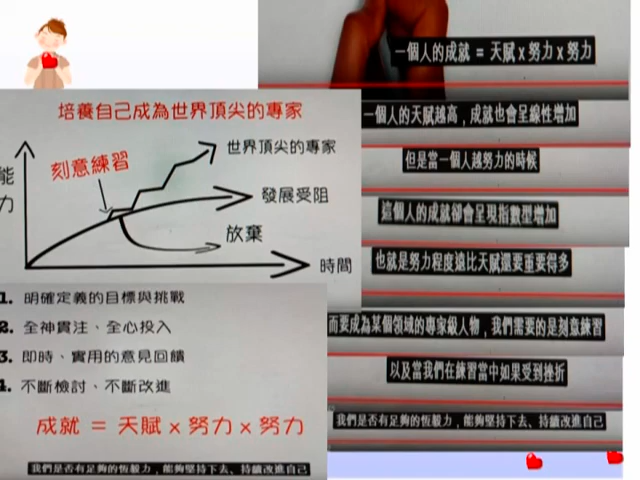 一個人的成就 = 天賦 x 努力 x 努力
一個人的天賦越高，成就也會呈線性增加
但是當一個人越努力的時候
這個人的成就卻會呈現指數型增加
也就是努力程度遠比天賦還要重要得多
而要成為某個領域的專家級人物，我們需要的是刻意練習
以及當我們在練習當中如果受到挫折
我們是否有足夠的恆毅力，能夠堅持下去、持續改進自己
培養自己成為世界頂尖的專家
能力
刻意練習
世界頂尖的專家
發展受阻
放棄
時間
1. 明確定義的目標與挑戰
2. 全神貫注、全心投入
3. 即時、實用的意見回饋
4. 不斷檢討、不斷改進
成就 = 天賦 x 努力 x 努力
我們是否有足夠的恆毅力，能夠堅持下去、持續改進自己